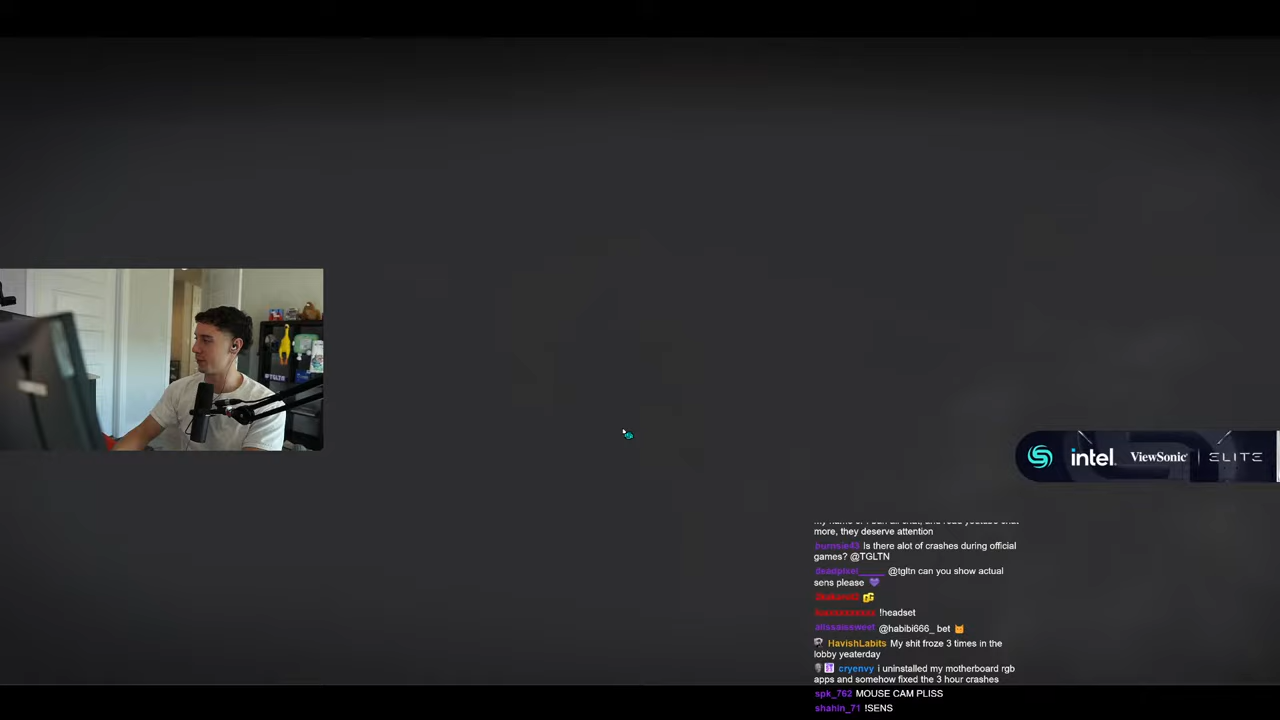 intel. ViewSonic | ELITE
more, they deserve attention
burnsie43 Is there alot of crashes during official
games? @TGLTN
deadpixel_____ @tgltn can you show actual
sens please
!headset
@habibi666_ bet
HavishLabits My shit froze 3 times in the
lobby yeaterday
cryenvy i uninstalled my motherboard rgb
apps and somehow fixed the 3 hour crashes
spk_762 MOUSE CAM PLISS
shahin_71 !SENS